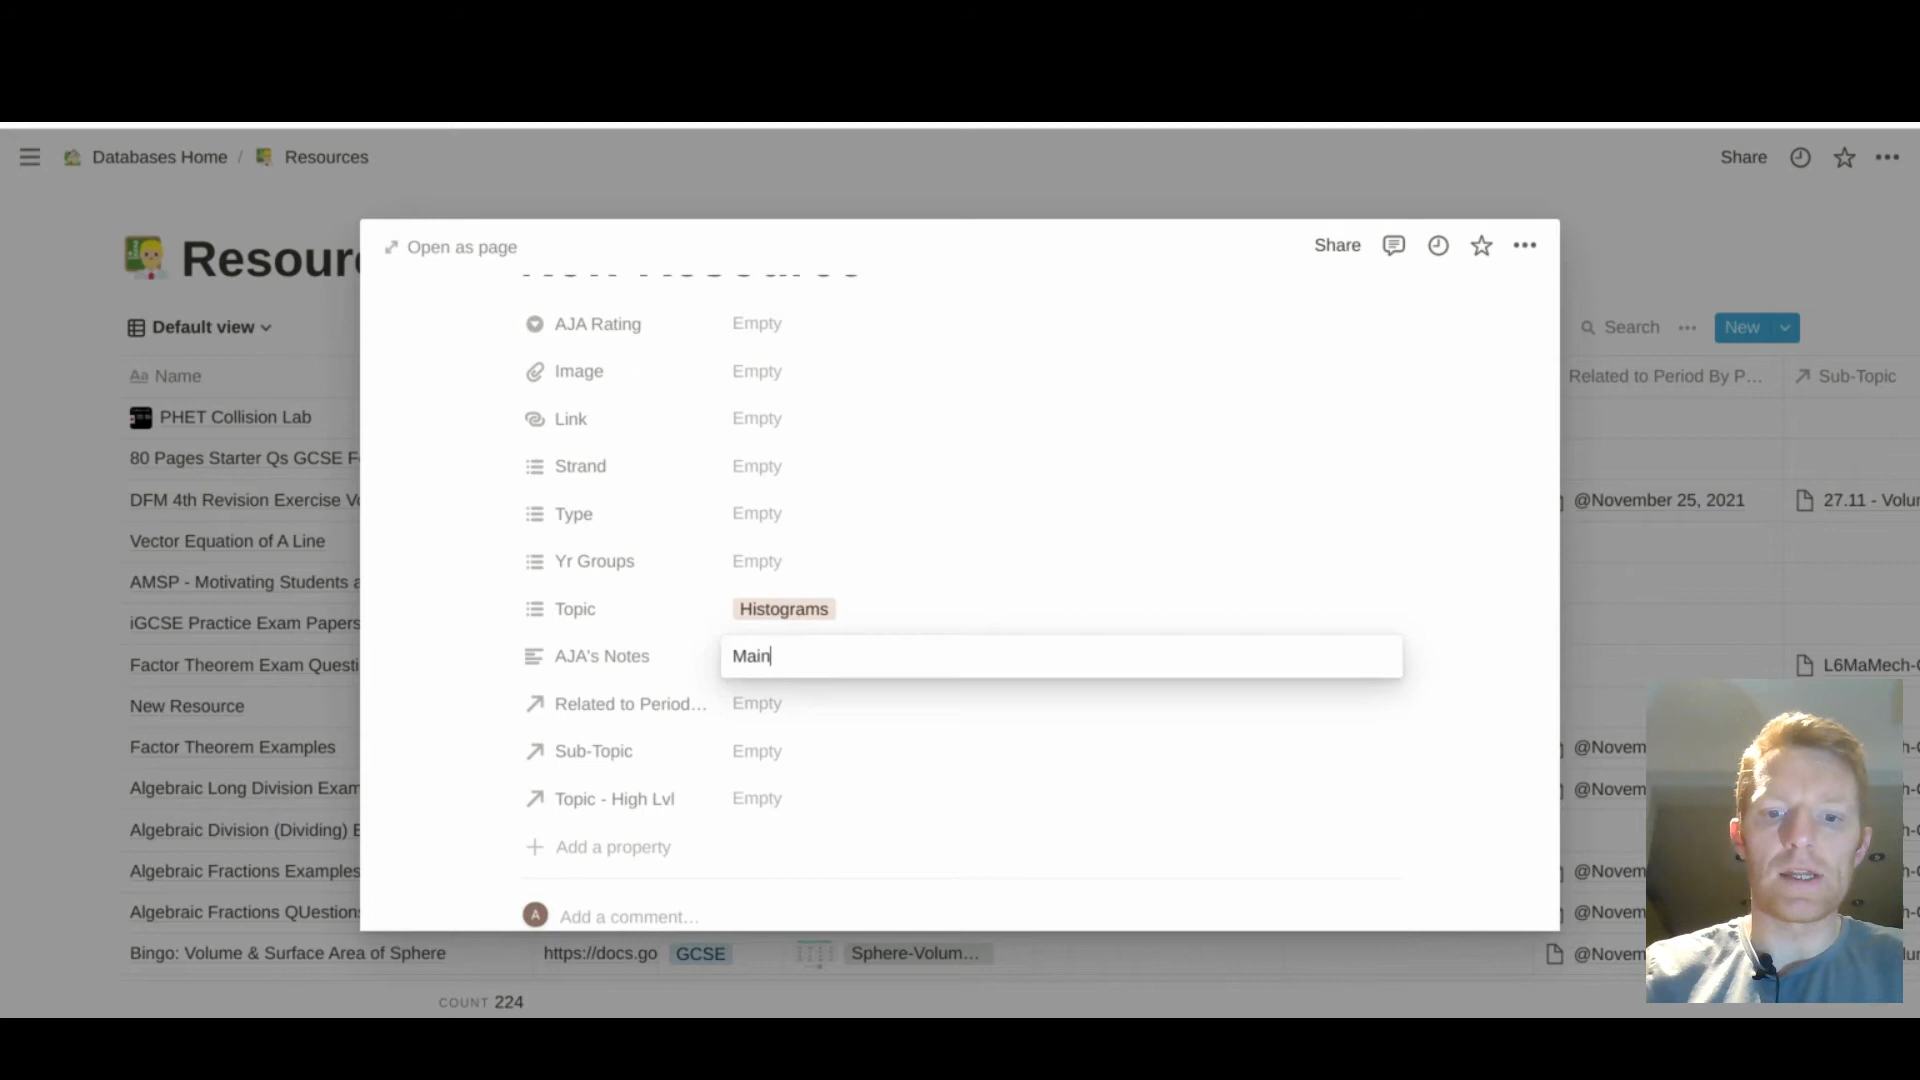 Databases Home / Resources
Share
Resour
Open as page
Share
Default view
Search
New
Aa Name
Related to Period By P...
Sub-Topic
AJA Rating Empty
Image Empty
Link Empty
Strand Empty
Type Empty
Yr Groups Empty
Topic Histograms
AJA's Notes Main
Related to Period... Empty
Sub-Topic Empty
Topic - High Lvl Empty
Add a property
A Add a comment...
PHET Collision Lab
80 Pages Starter Qs GCSE F
DFM 4th Revision Exercise Vo
@November 25, 2021
27.11 - Volur
Vector Equation of A Line
AMSP - Motivating Students a
iGCSE Practice Exam Papers
Factor Theorem Exam Questi
L6MaMech-C
New Resource
Factor Theorem Examples
@Novem
Algebraic Long Division Exam
@Novem
Algebraic Division (Dividing) E
Algebraic Fractions Examples
@Novem
Algebraic Fractions QUestions
@Novem
Bingo: Volume & Surface Area of Sphere https://docs.go GCSE Sphere-Volum...
@Novem
COUNT 224